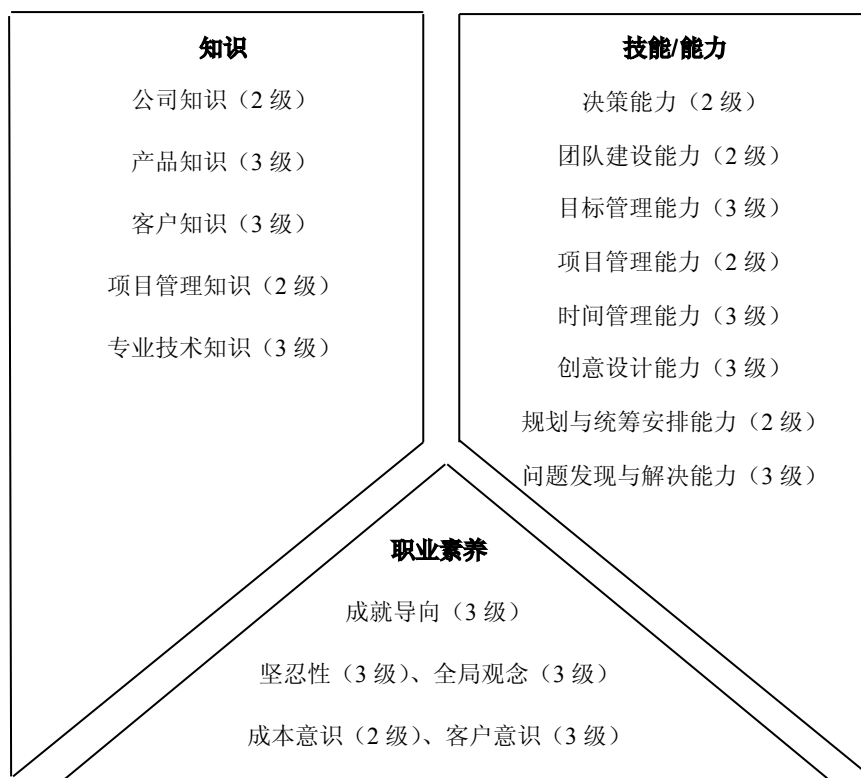 知识
公司知识（2 级）
产品知识（3 级）
客户知识（3 级）
项目管理知识（2 级）
专业技术知识（3 级）
技能/能力
决策能力（2 级）
团队建设能力（2 级）
目标管理能力（3 级）
项目管理能力（2 级）
时间管理能力（3 级）
创意设计能力（3 级）
规划与统筹安排能力（2 级）
问题发现与解决能力（3 级）
职业素养
成就导向（3 级）
坚忍性（3 级）、全局观念（3 级）
成本意识（2 级）、客户意识（3 级）